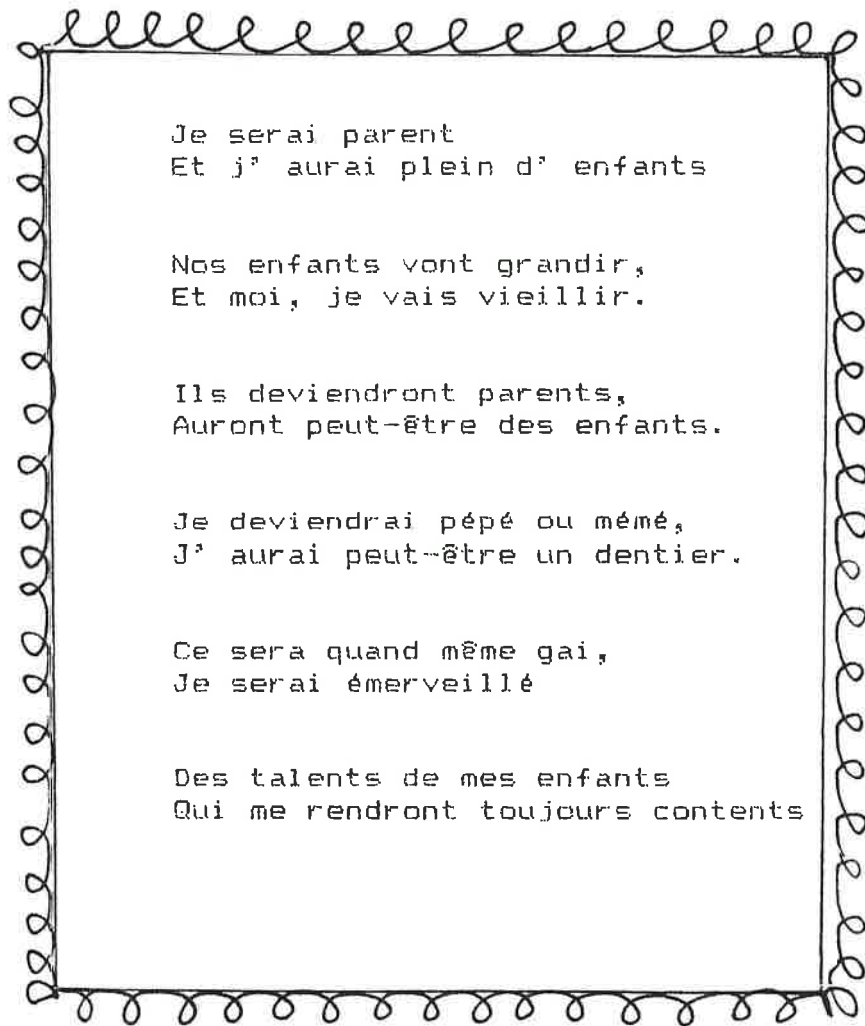 Je serai parent
Et j' aurai plein d' enfants
Nos enfants vont grandir,
Et moi, je vais vieillir.
Ils deviendront parents,
Auront peut-être des enfants.
Je deviendrai pépé ou mémé,
J' aurai peut-être un dentier.
Ce sera quand même gai,
Je serai émerveillé
Des talents de mes enfants
Qui me rendront toujours contents